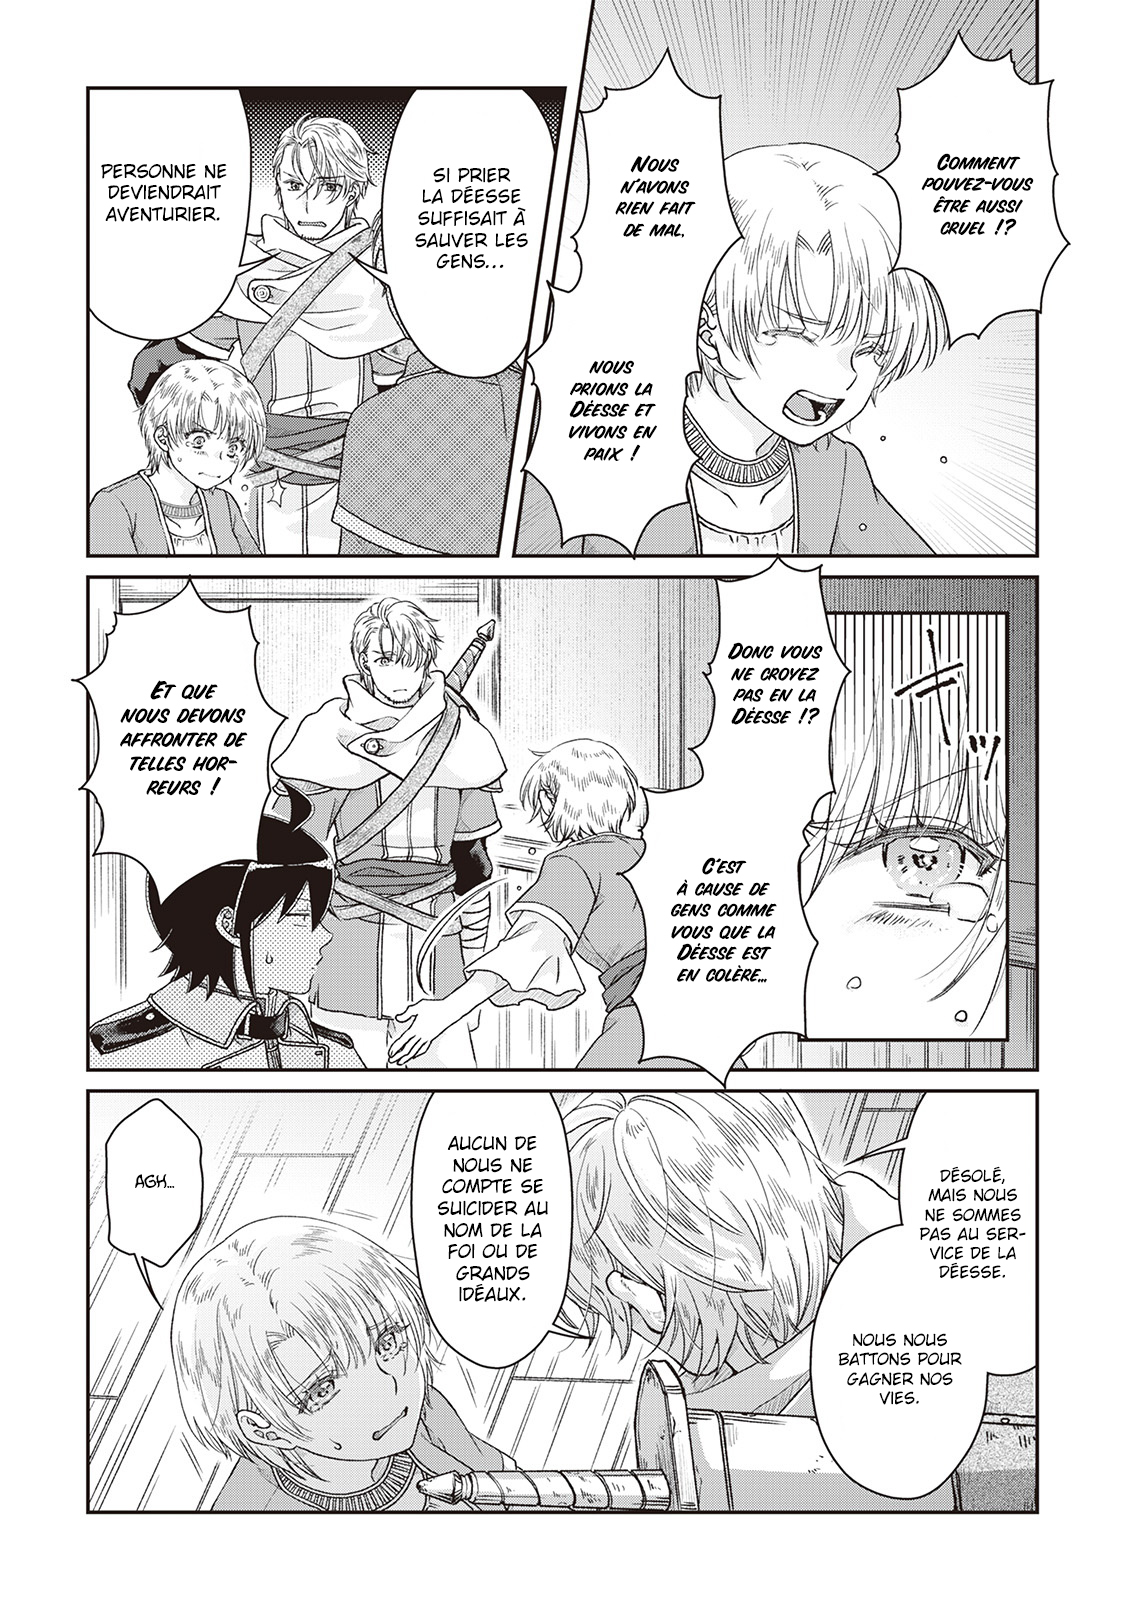 Comment
pouvez-vous
être aussi
cruel !?
Nous
n'avons
rien fait
de mal.
nous
prions la
Déesse et
vivons en
paix !
SI PRIER
LA DÉESSE
SUFFISAIT À
SAUVER LES
GENS...
PERSONNE NE
DEVIENDRAIT
AVENTURIER.
キッ
Donc vous
ne croyez
pas en la
Déesse !?
C'est
à cause de
gens comme
vous que la
Déesse est
en colère...
Et que
nous devons
affronter de
telles hor-
reurs !
DÉSOLÉ,
MAIS NOUS
NE SOMMES
PAS AU SER-
VICE DE LA
DÉESSE.
NOUS NOUS
BATTONS POUR
GAGNER NOS
VIES.
AUCUN DE
NOUS NE
COMPTE SE
SUICIDER AU
NOM DE LA
FOI OU DE
GRANDS
IDÉAUX.
AGH...